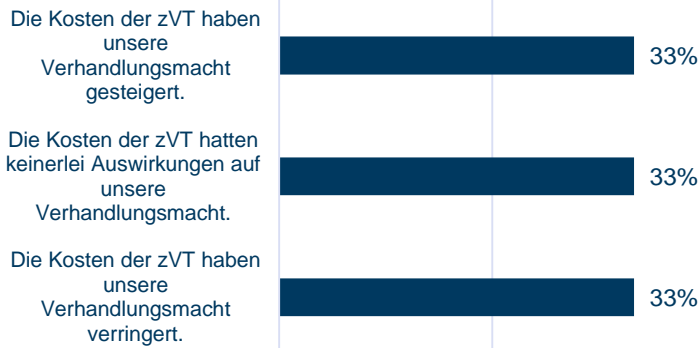 Die Kosten der zVT haben
unsere
Verhandlungsmacht
gesteigert.
33%
Die Kosten der zVT hatten
keinerlei Auswirkungen auf
unsere
Verhandlungsmacht.
33%
Die Kosten der zVT haben
unsere
Verhandlungsmacht
verringert.
33%